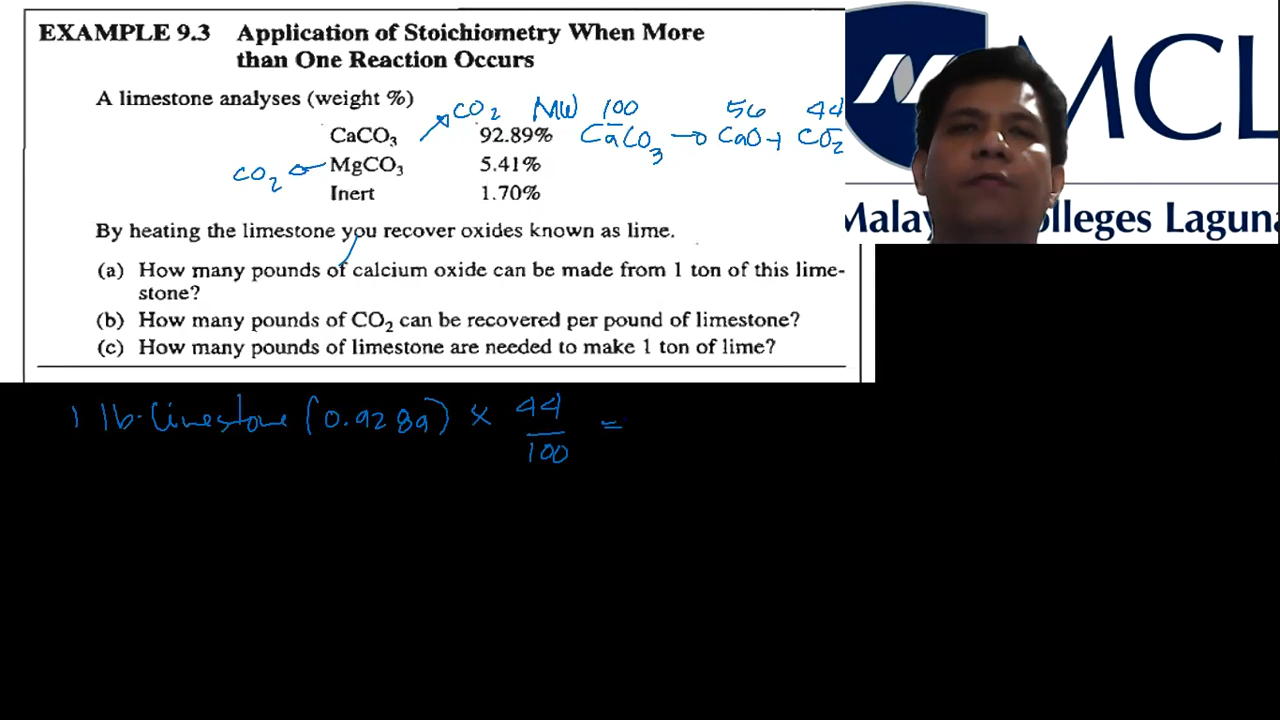 EXAMPLE 9.3 Application of Stoichiometry When More
than One Reaction Occurs
A limestone analyses (weight %)
CO2 MW 100 56 44
CaCO3 92.89% CaCO3 → CaO + CO2
CO2 ← MgCO3 5.41%
Inert 1.70%
By heating the limestone you recover oxides known as lime.
(a) How many pounds of calcium oxide can be made from 1 ton of this lime-
stone?
(b) How many pounds of CO2 can be recovered per pound of limestone?
(c) How many pounds of limestone are needed to make 1 ton of lime?
MCL
Malay olleges Laguna
1 lb. limestone (0.9289) × 44
100 =